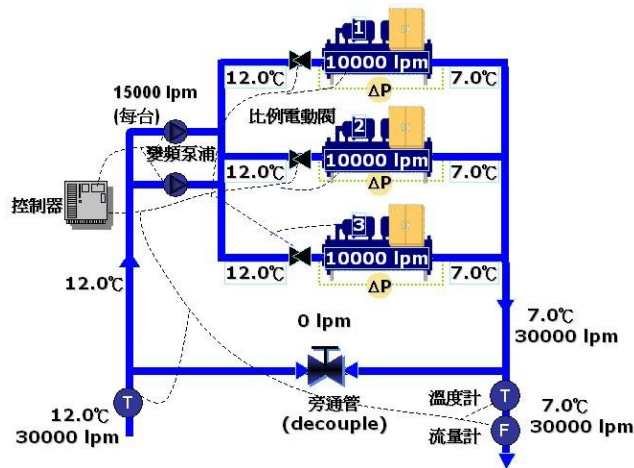 1
10000 lpm
12.0℃
7.0℃
ΔP
15000 lpm
(每台)
比例電動閥
2
變頻泵浦
10000 lpm
12.0℃
7.0℃
ΔP
控制器
3
10000 lpm
12.0℃
7.0℃
ΔP
12.0℃
0 lpm
7.0℃
30000 lpm
旁通管
(decouple)
T
12.0℃
30000 lpm
溫度計
T
流量計
F
7.0℃
30000 lpm